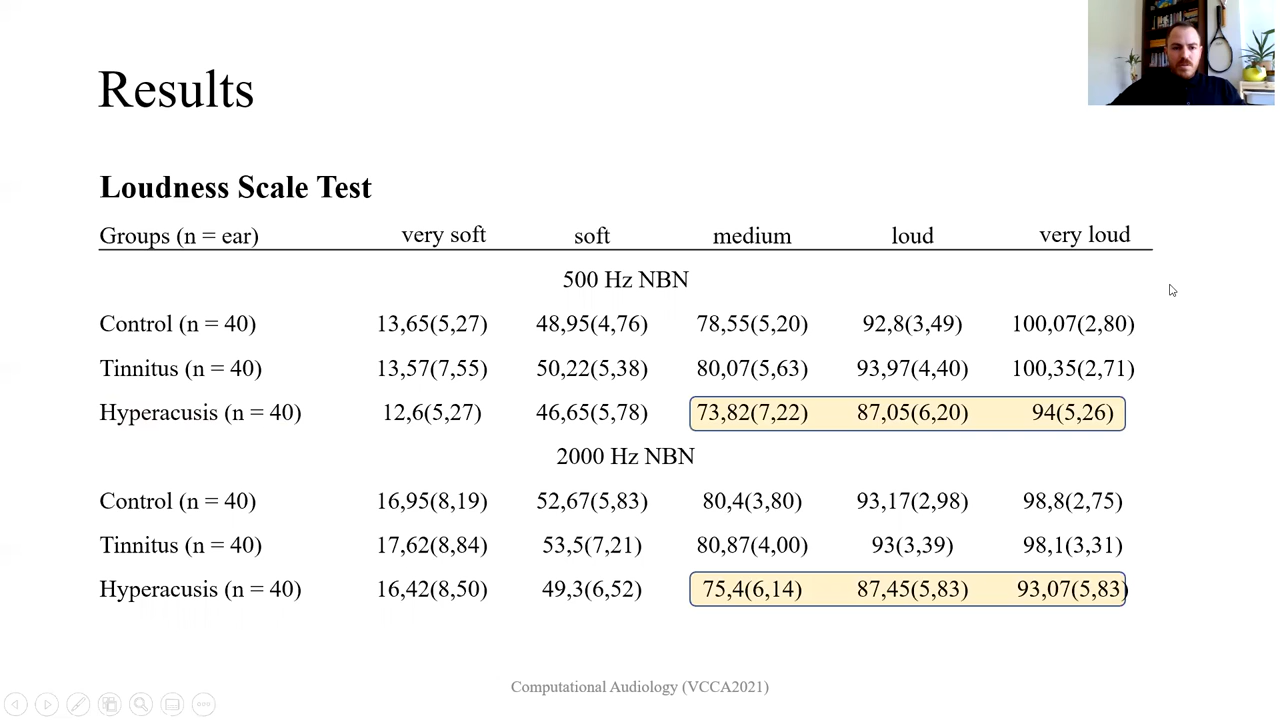 Results
Loudness Scale Test
Groups (n = ear) very soft soft medium loud very loud
500 Hz NBN
Control (n = 40) 13,65(5,27) 48,95(4,76) 78,55(5,20) 92,8(3,49) 100,07(2,80)
Tinnitus (n = 40) 13,57(7,55) 50,22(5,38) 80,07(5,63) 93,97(4,40) 100,35(2,71)
Hyperacusis (n = 40) 12,6(5,27) 46,65(5,78) 73,82(7,22) 87,05(6,20) 94(5,26)
2000 Hz NBN
Control (n = 40) 16,95(8,19) 52,67(5,83) 80,4(3,80) 93,17(2,98) 98,8(2,75)
Tinnitus (n = 40) 17,62(8,84) 53,5(7,21) 80,87(4,00) 93(3,39) 98,1(3,31)
Hyperacusis (n = 40) 16,42(8,50) 49,3(6,52) 75,4(6,14) 87,45(5,83) 93,07(5,83)
Computational Audiology (VCCA2021)